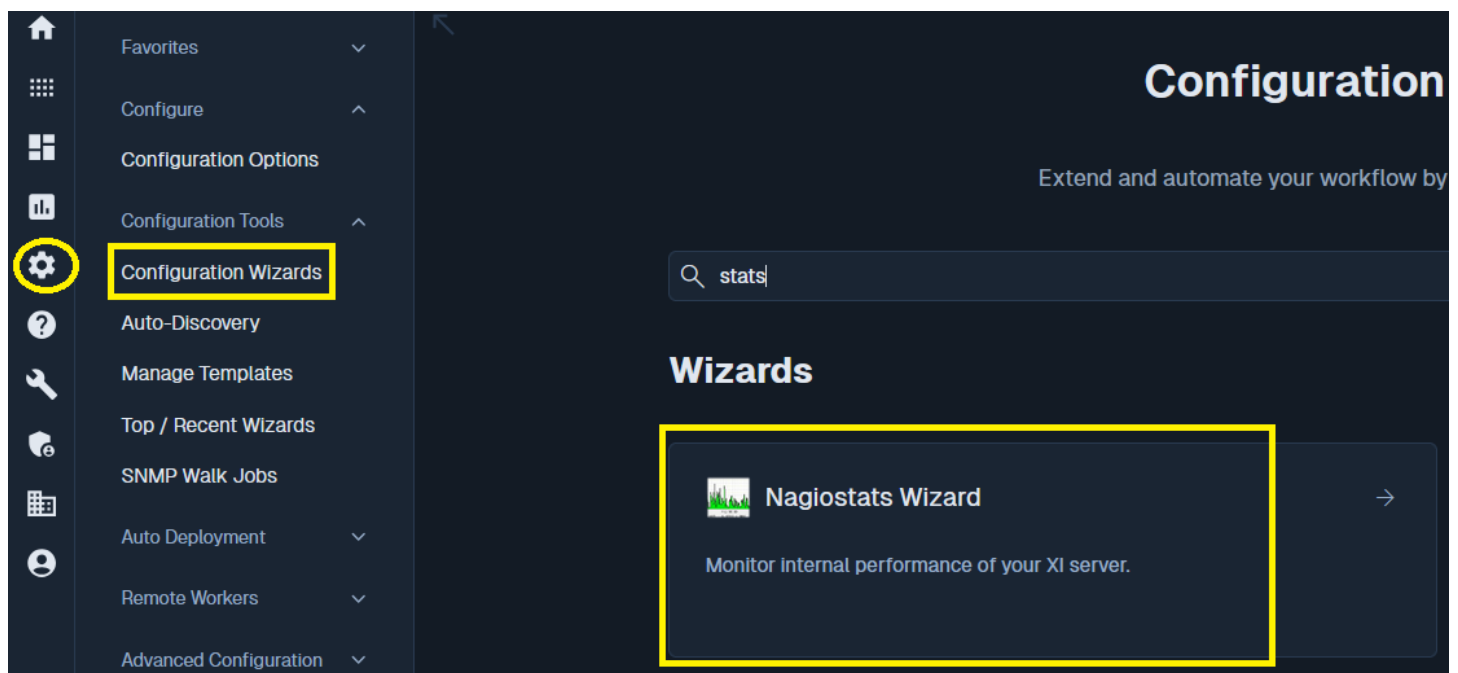 Favorites
Configure
Configuration Options
Configuration Tools
Configuration Wizards
Auto-Discovery
Manage Templates
Top / Recent Wizards
SNMP Walk Jobs
Auto Deployment
Remote Workers
Advanced Configuration
Configuration
Extend and automate your workflow by
stats
Wizards
Nagiostats Wizard
Monitor internal performance of your XI server.